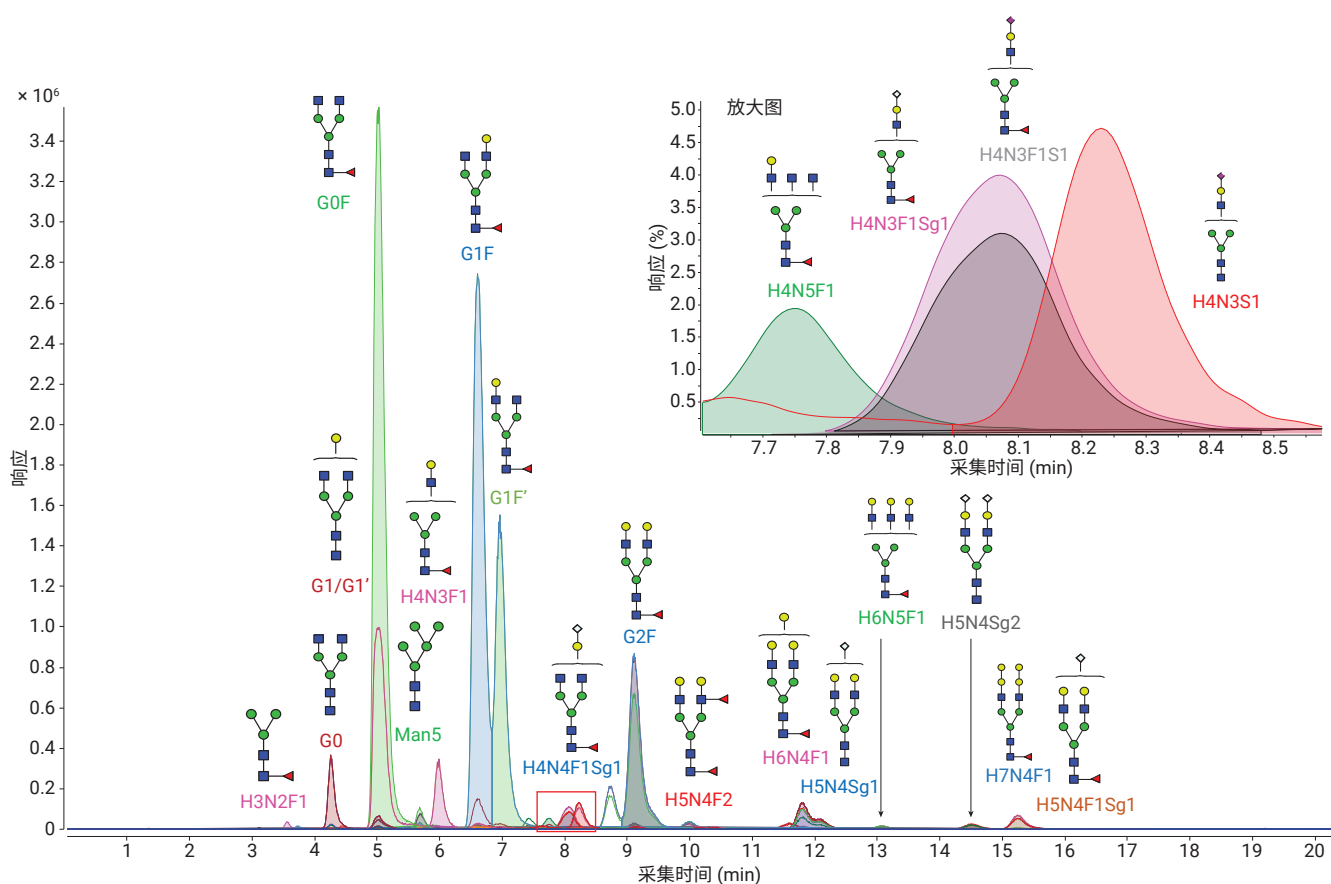 × 10⁶
响应
3.4
3.2
3.0
2.8
2.6
2.4
2.2
2.0
1.8
1.6
1.4
1.2
1.0
0.8
0.6
0.4
0.2
0
1 2 3 4 5 6 7 8 9 10 11 12 13 14 15 16 17 18 19 20
采集时间 (min)
G0F
G1F
G1F’
G1/G1’
H4N3F1
G0
Man5
H3N2F1
H4N4F1Sg1
G2F
H5N4F2
H6N4F1
H5N4Sg1
H6N5F1
H5N4Sg2
H7N4F1
H5N4F1Sg1
放大图
响应 (%)
5.0
4.5
4.0
3.5
3.0
2.5
2.0
1.5
1.0
0.5
7.7 7.8 7.9 8.0 8.1 8.2 8.3 8.4 8.5
采集时间 (min)
H4N5F1
H4N3F1Sg1
H4N3F1S1
H4N3S1